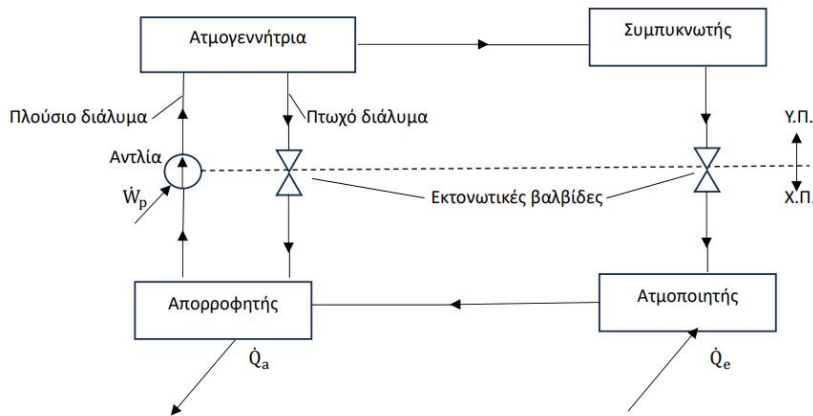 Ατμογεννήτρια
Συμπυκνωτής
Πλούσιο διάλυμα
Πτωχό διάλυμα
Υ.Π.
Αντλία
Χ.Π.
Ẇp
Εκτονωτικές βαλβίδες
Απορροφητής
Ατμοποιητής
Q̇a
Q̇e